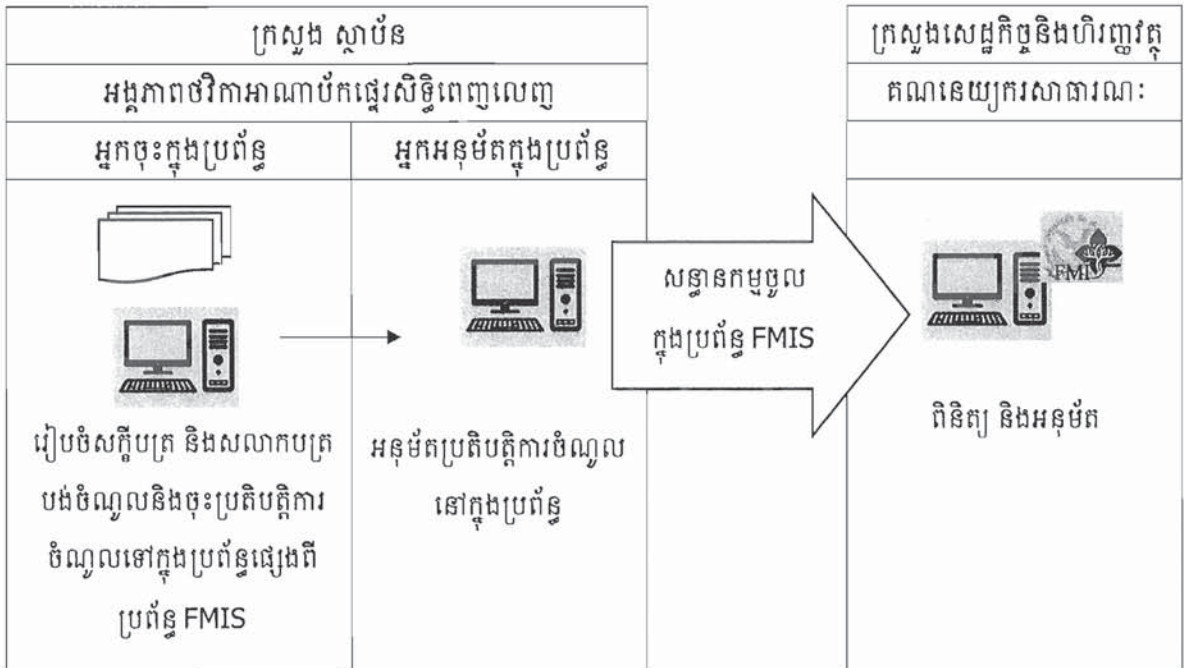 ក្រសួង ស្ថាប័ន
អង្គភាពថវិកាអាណាប័កផ្ទេរសិទ្ធិពេញលេញ
អ្នកចុះក្នុងប្រព័ន្ធ
អ្នកអនុម័តក្នុងប្រព័ន្ធ
ក្រសួងសេដ្ឋកិច្ចនិងហិរញ្ញវត្ថុ
គណនេយ្យករសាធារណៈ
រៀបចំសក្ខីបត្រ និងសលាកបត្រ
បង់ចំណូលនិងចុះប្រតិបត្តិការ
ចំណូលទៅក្នុងប្រព័ន្ធផ្សេងពី
ប្រព័ន្ធ FMIS
អនុម័តប្រតិបត្តិការចំណូល
នៅក្នុងប្រព័ន្ធ
សន្ធានកម្មចូល
ក្នុងប្រព័ន្ធ FMIS
FMIS
ពិនិត្យ និងអនុម័ត